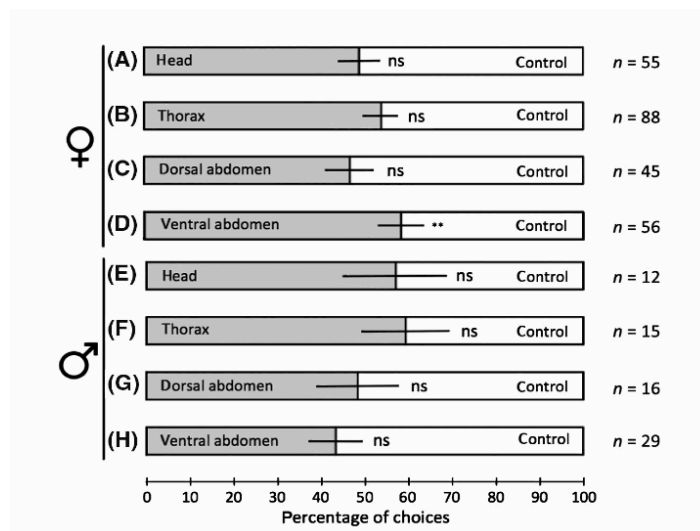 (A) Head ns Control n = 55
(B) Thorax ns Control n = 88
(C) Dorsal abdomen ns Control n = 45
♀
(D) Ventral abdomen ** Control n = 56
(E) Head ns Control n = 12
(F) Thorax ns Control n = 15
♂
(G) Dorsal abdomen ns Control n = 16
(H) Ventral abdomen ns Control n = 29
0 10 20 30 40 50 60 70 80 90 100
Percentage of choices